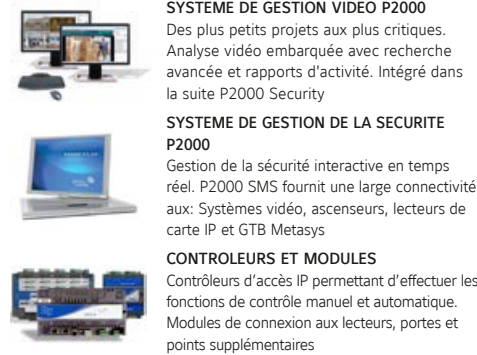 SYSTEME DE GESTION VIDEO P2000
Des plus petits projets aux plus critiques.
Analyse vidéo embarquée avec recherche
avancée et rapports d'activité. Intégré dans
la suite P2000 Security
SYSTEME DE GESTION DE LA SECURITE
P2000
Gestion de la sécurité interactive en temps
réel. P2000 SMS fournit une large connectivité
aux: Systèmes vidéo, ascenseurs, lecteurs de
carte IP et GTB Metasys
CONTROLEURS ET MODULES
Contrôleurs d'accès IP permettant d'effectuer les
fonctions de contrôle manuel et automatique.
Modules de connexion aux lecteurs, portes et
points supplémentaires